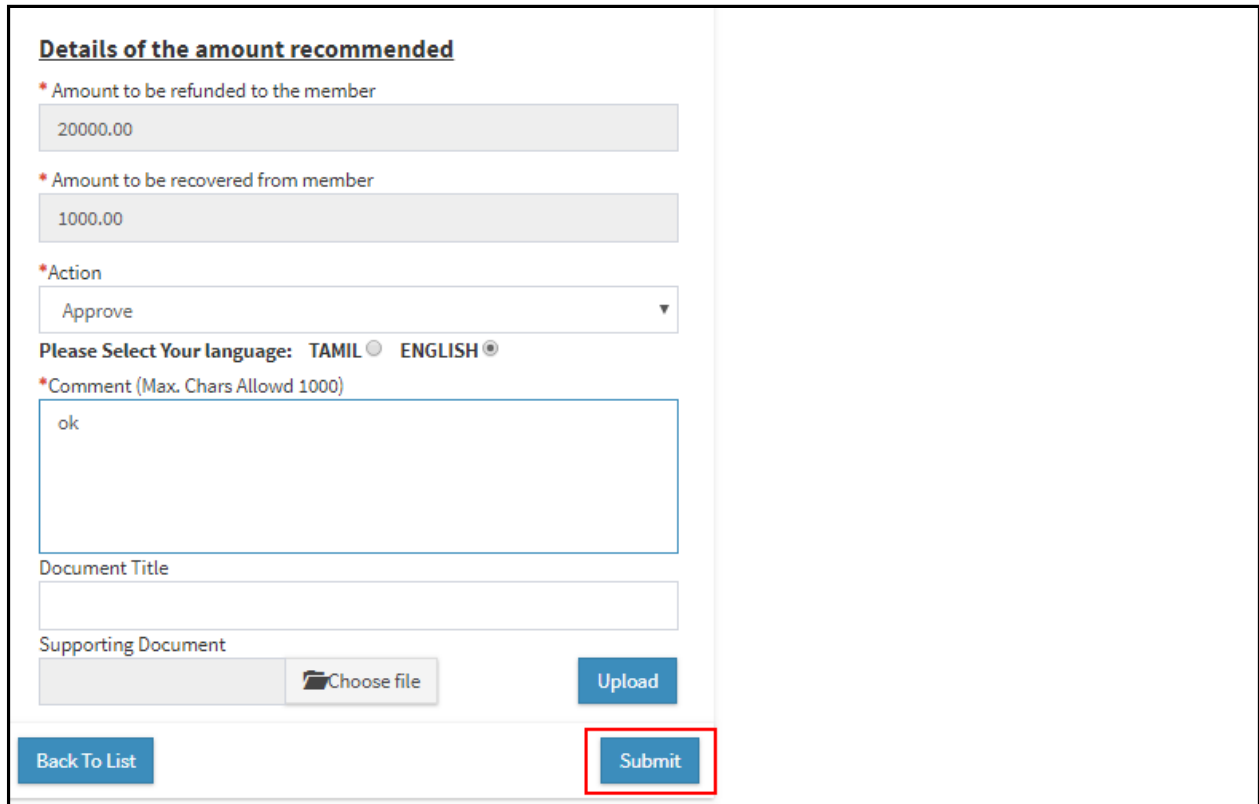 Details of the amount recommended
* Amount to be refunded to the member
20000.00
* Amount to be recovered from member
1000.00
*Action
Approve
Please Select Your language: TAMIL ENGLISH
*Comment (Max. Chars Allowd 1000)
ok
Document Title
Supporting Document
Choose file Upload
Back To List Submit